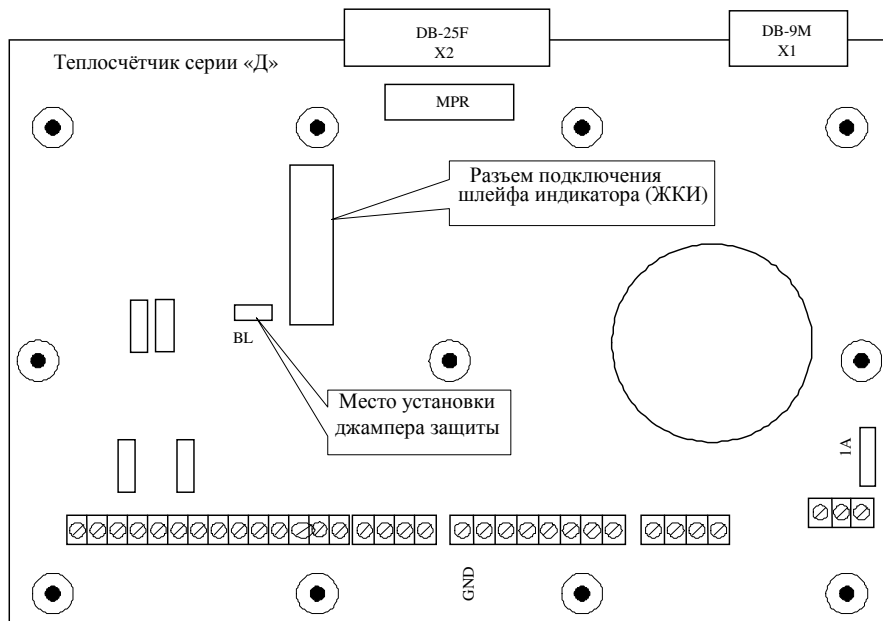 DB-25F
X2
DB-9M
X1
Теплосчётчик серии «Д»
MPR
Разъем подключения
шлейфа индикатора (ЖКИ)
BL
Место установки
джампера защиты
1A
GND